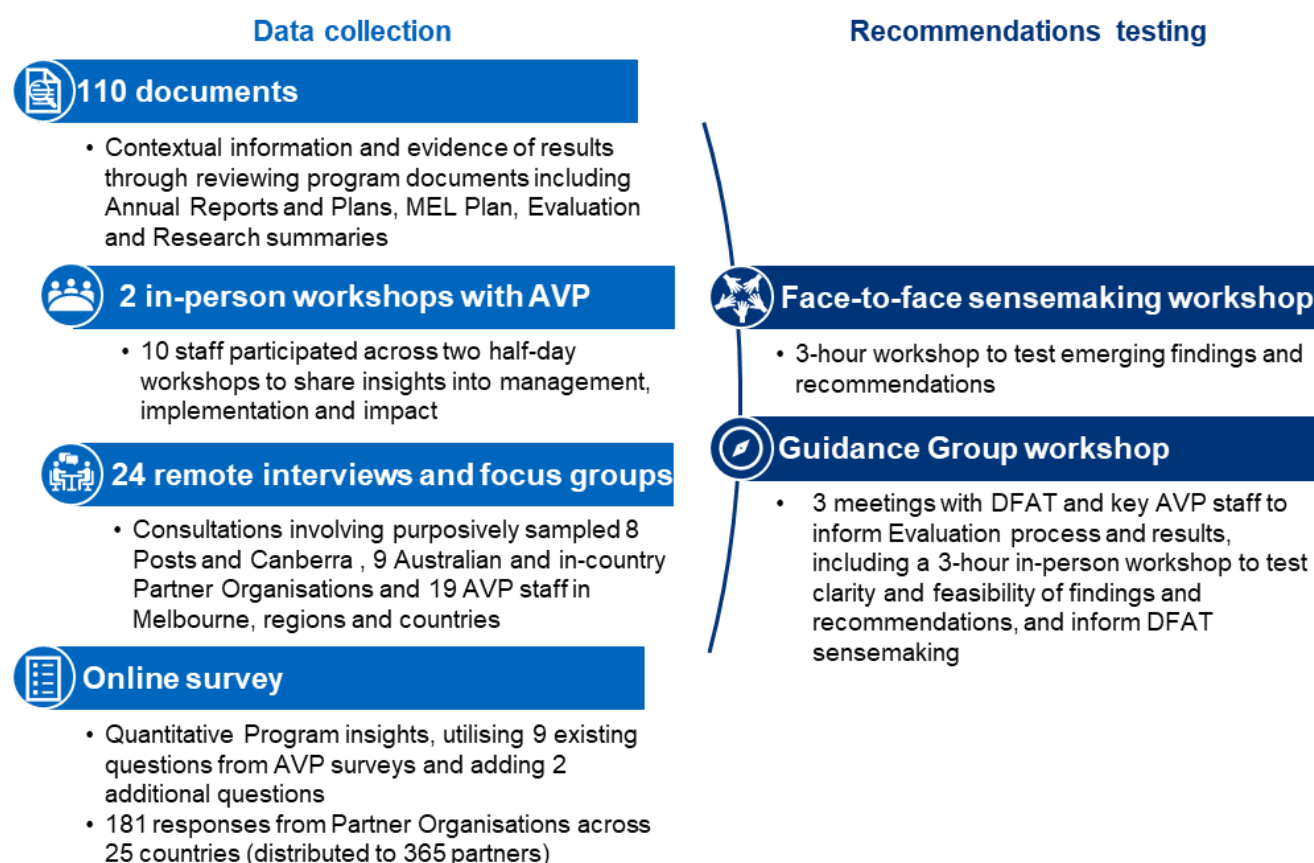 Data collection
110 documents
• Contextual information and evidence of results
through reviewing program documents including
Annual Reports and Plans, MEL Plan, Evaluation
and Research summaries
2 in-person workshops with AVP
• 10 staff participated across two half-day
workshops to share insights into management,
implementation and impact
24 remote interviews and focus groups
• Consultations involving purposively sampled 8
Posts and Canberra , 9 Australian and in-country
Partner Organisations and 19 AVP staff in
Melbourne, regions and countries
Online survey
• Quantitative Program insights, utilising 9 existing
questions from AVP surveys and adding 2
additional questions
• 181 responses from Partner Organisations across
25 countries (distributed to 365 partners)
Recommendations testing
Face-to-face sensemaking workshop
• 3-hour workshop to test emerging findings and
recommendations
Guidance Group workshop
• 3 meetings with DFAT and key AVP staff to
inform Evaluation process and results,
including a 3-hour in-person workshop to test
clarity and feasibility of findings and
recommendations, and inform DFAT
sensemaking